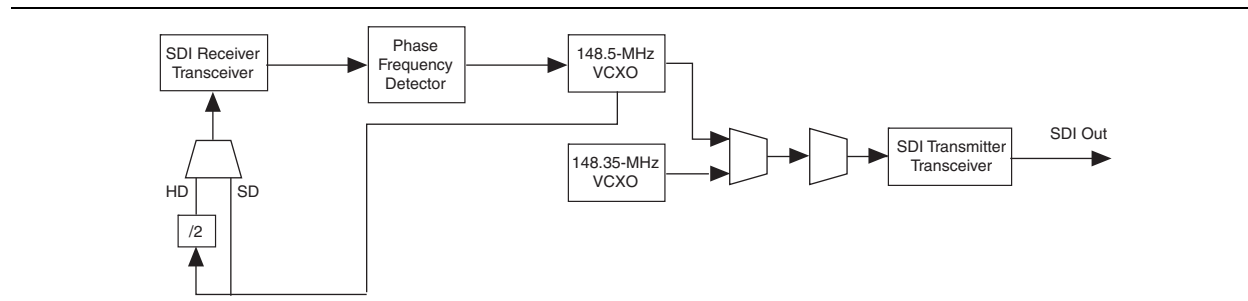 SDI Receiver
Transceiver
Phase
Frequency
Detector
148.5-MHz
VCXO
148.35-MHz
VCXO
SDI Transmitter
Transceiver
SDI Out
HD
SD
/2